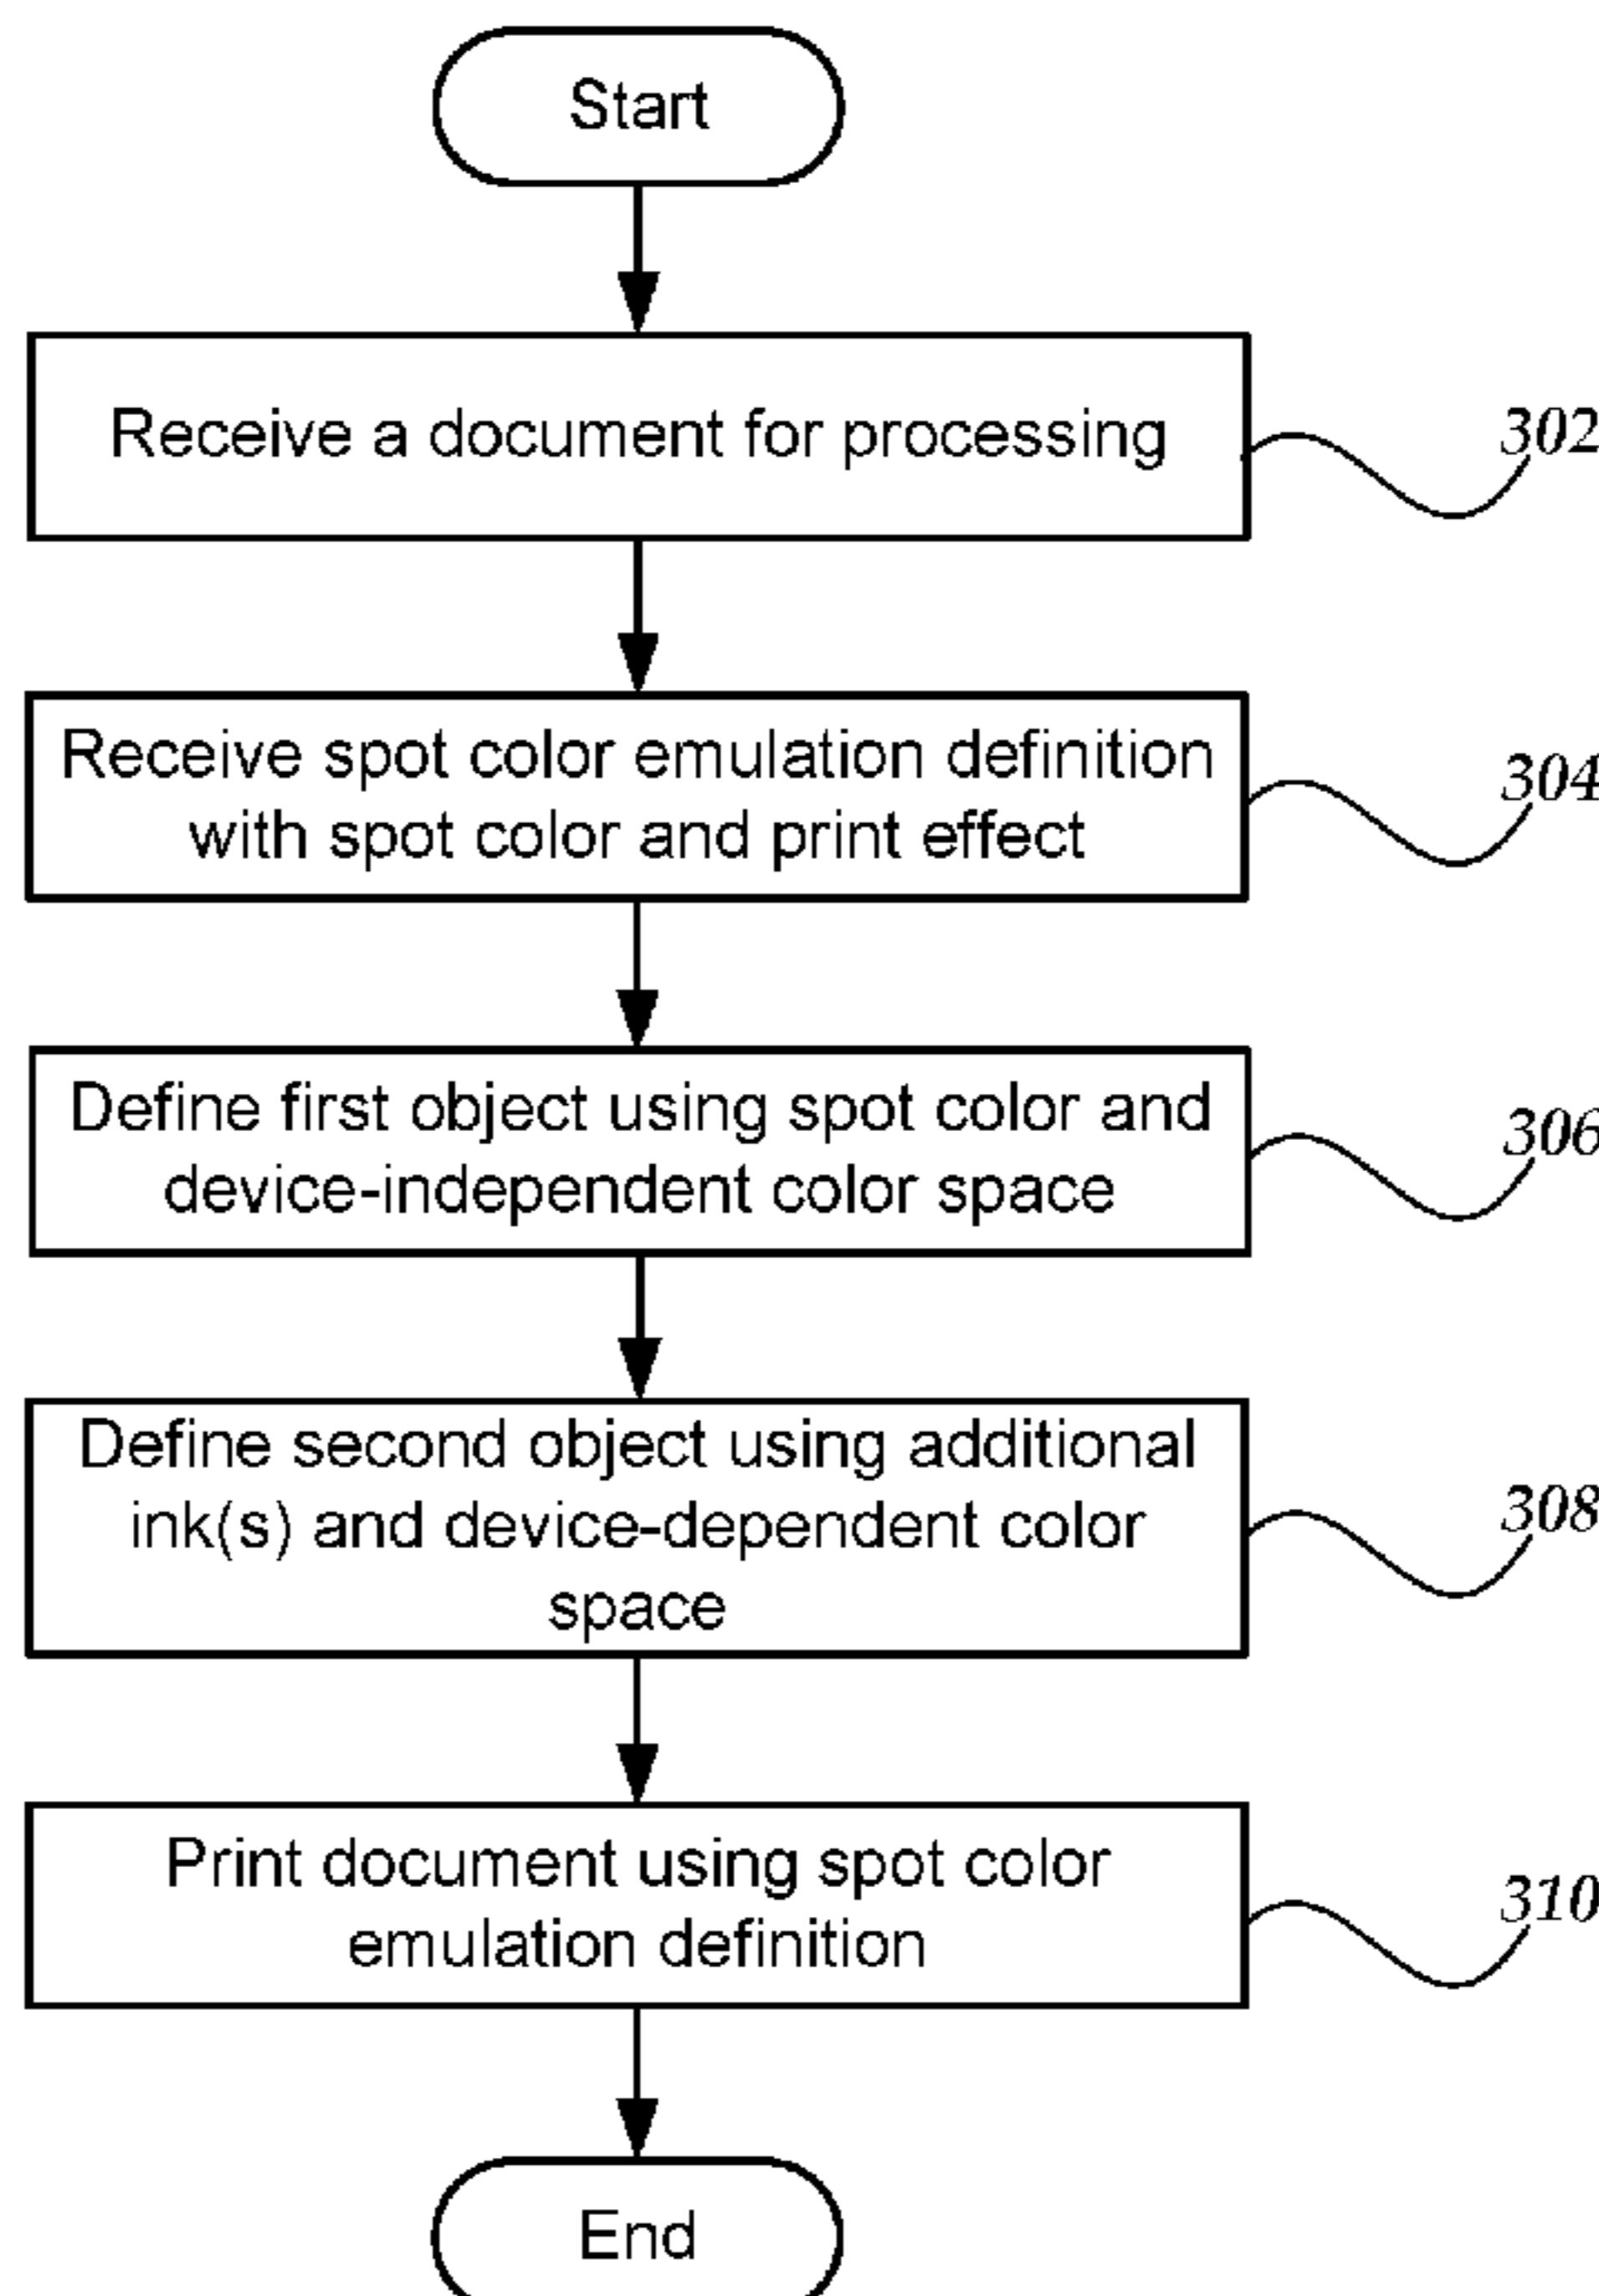 Start
Receive a document for processing
302
Receive spot color emulation definition
with spot color and print effect
304
Define first object using spot color and
device-independent color space
306
Define second object using additional
ink(s) and device-dependent color
space
308
Print document using spot color
emulation definition
310
End